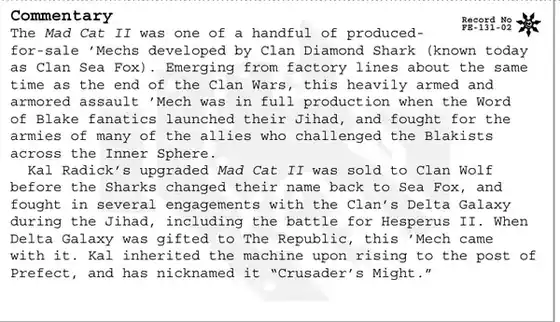 Commentary
Record No
PE-131-02
The Mad Cat II was one of a handful of produced-
for-sale ’Mechs developed by Clan Diamond Shark (known today
as Clan Sea Fox). Emerging from factory lines about the same
time as the end of the Clan Wars, this heavily armed and
armored assault ’Mech was in full production when the Word
of Blake fanatics launched their Jihad, and fought for the
armies of many of the allies who challenged the Blakists
across the Inner Sphere.
Kal Radick’s upgraded Mad Cat II was sold to Clan Wolf
before the Sharks changed their name back to Sea Fox, and
fought in several engagements with the Clan’s Delta Galaxy
during the Jihad, including the battle for Hesperus II. When
Delta Galaxy was gifted to The Republic, this ’Mech came
with it. Kal inherited the machine upon rising to the post of
Prefect, and has nicknamed it “Crusader’s Might.”